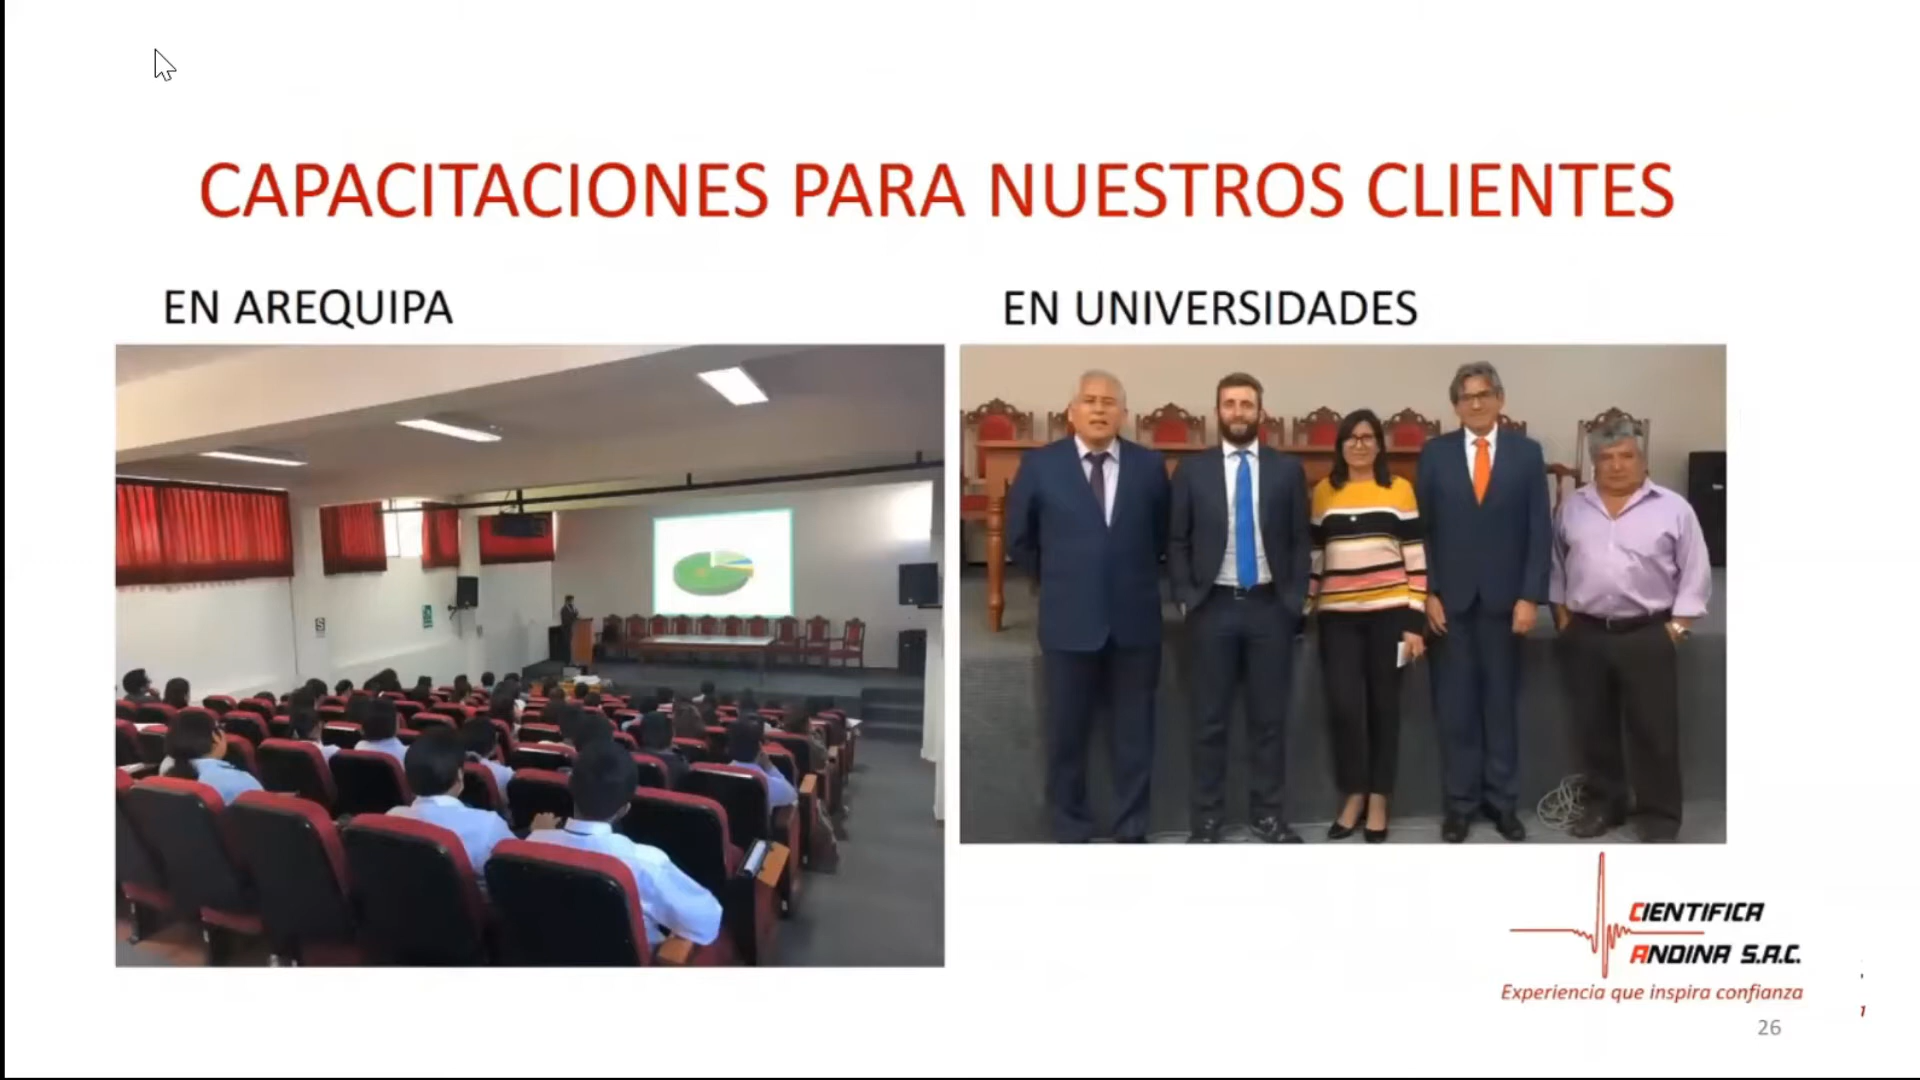 CAPACITACIONES PARA NUESTROS CLIENTES
EN AREQUIPA
EN UNIVERSIDADES
CIENTIFICA
ANDINA S.A.C.
Experiencia que inspira confianza
26